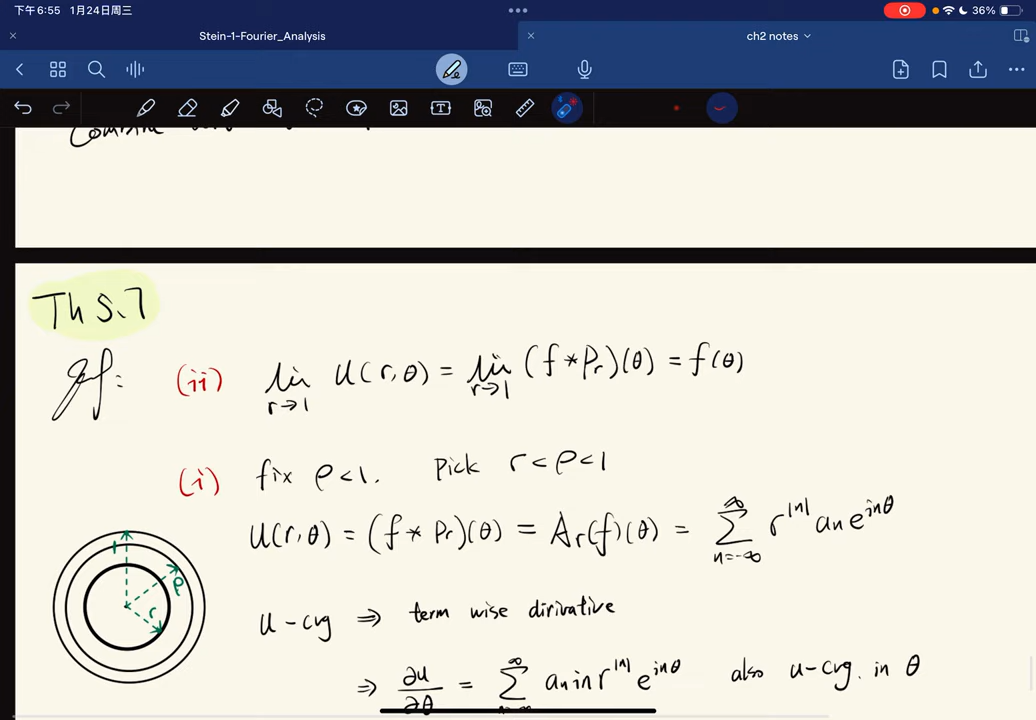 下午6:55 1月24日周三
36%
Stein-1-Fourier_Analysis
ch2 notes
Th 5.7
pf:
(ii) lim r→1 U(r,θ) = lim r→1 (f*Pr)(θ) = f(θ)
(i) fix ρ<1. Pick r<ρ<1
U(r,θ) = (f*Pr)(θ) = Ar(f)(θ) = ∑ n=-∞ ∞ r^|n| an e^inθ
1
ρ
r
U-cvg ⇒ term wise dirivative
⇒ ∂u/∂θ = ∑ n=-∞ ∞ an in r^|n| e^inθ also u-cvg. in θ